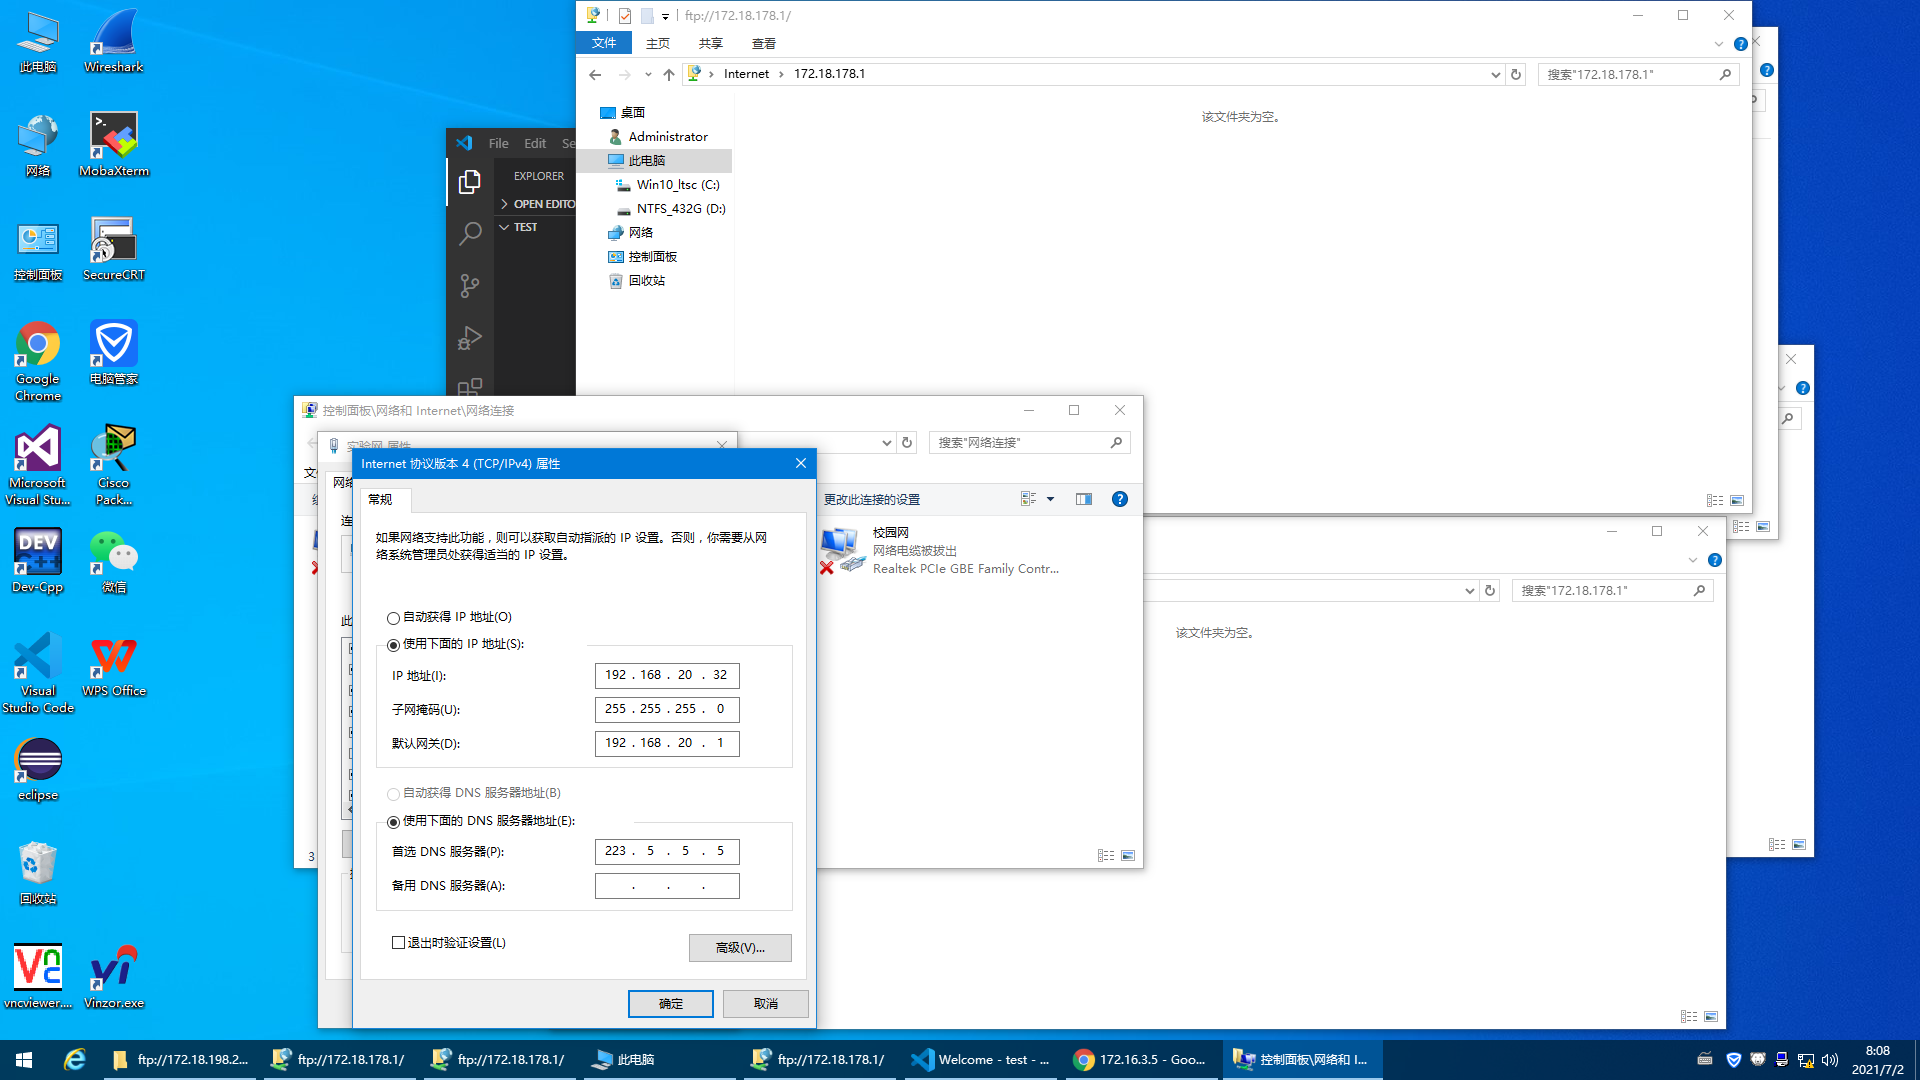 此电脑
Wireshark
网络
MobaXterm
控制面板
SecureCRT
Google
Chrome
电脑管家
Microsoft
Visual Stu...
Cisco
Pack...
Dev-Cpp
微信
Visual
Studio Code
WPS Office
eclipse
回收站
vncviewer....
Vinzor.exe
ftp://172.18.178.1/
文件
主页
共享
查看
Internet
172.18.178.1
搜索"172.18.178.1"
桌面
Administrator
此电脑
Win10_ltsc (C:)
NTFS_432G (D:)
网络
控制面板
回收站
该文件夹为空。
File
Edit
Se
EXPLORER
OPEN EDITO
TEST
控制面板\网络和 Internet\网络连接
搜索"网络连接"
实验网 属性
更改此连接的设置
校园网
网络电缆被拔出
Realtek PCIe GBE Family Contr...
搜索"172.18.178.1"
该文件夹为空。
Internet 协议版本 4 (TCP/IPv4) 属性
常规
如果网络支持此功能，则可以获取自动指派的 IP 设置。否则，你需要从网
络系统管理员处获得适当的 IP 设置。
自动获得 IP 地址(O)
使用下面的 IP 地址(S):
IP 地址(I):
192 . 168 . 20 . 32
子网掩码(U):
255 . 255 . 255 . 0
默认网关(D):
192 . 168 . 20 . 1
自动获得 DNS 服务器地址(B)
使用下面的 DNS 服务器地址(E):
首选 DNS 服务器(P):
223 . 5 . 5 . 5
备用 DNS 服务器(A):
. . .
退出时验证设置(L)
高级(V)...
确定
取消
3
ftp://172.18.198.2...
ftp://172.18.178.1/
ftp://172.18.178.1/
此电脑
ftp://172.18.178.1/
Welcome - test - ...
172.16.3.5 - Goo...
控制面板\网络和 I...
8:08
2021/7/2